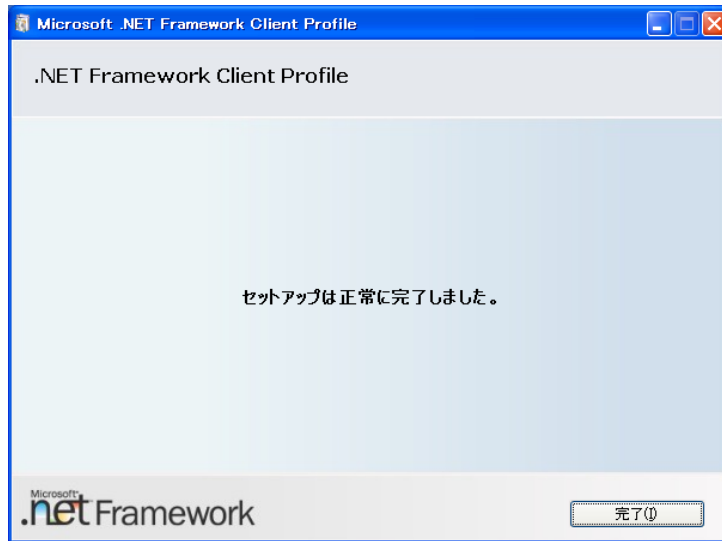 Microsoft .NET Framework Client Profile
.NET Framework Client Profile
セットアップは正常に完了しました。
Microsoft
.net Framework
完了(I)